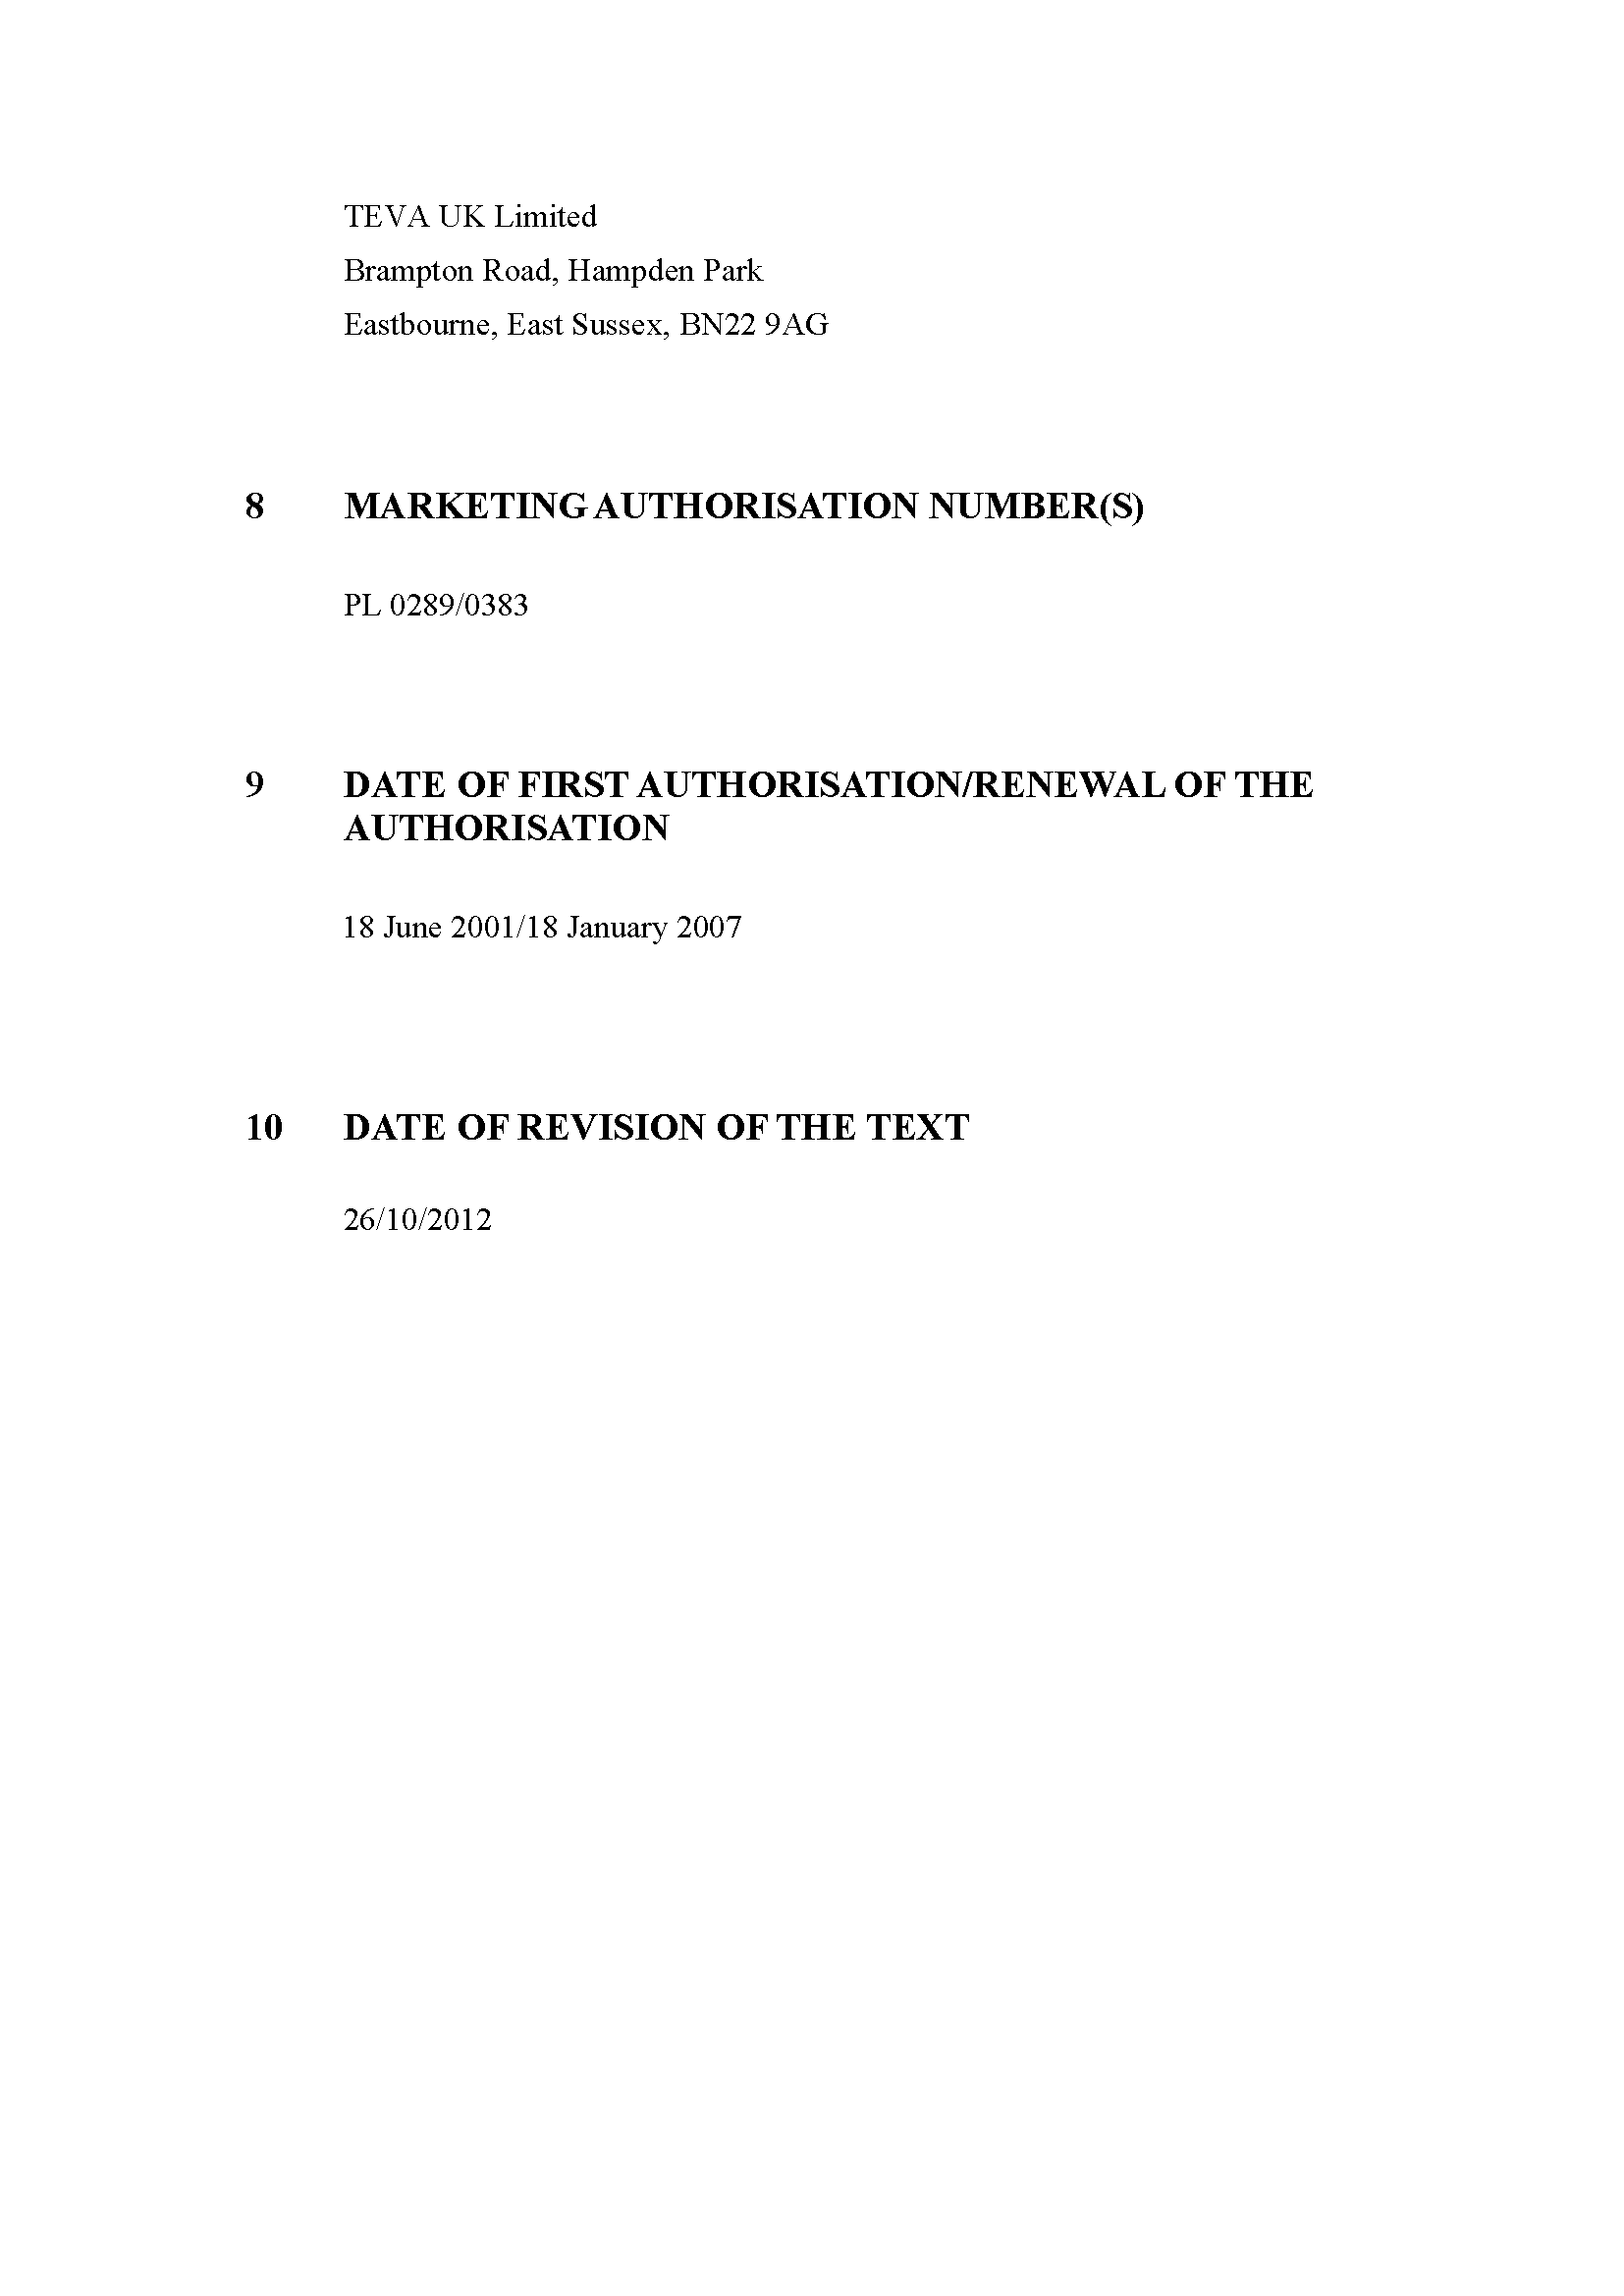 TEVA UK Limited
Brampton Road, Hampden Park
Eastbourne, East Sussex, BN22 9AG
8 MARKETING AUTHORISATION NUMBER(S)
PL 0289/0383
9 DATE OF FIRST AUTHORISATION/RENEWAL OF THE
AUTHORISATION
18 June 2001/18 January 2007
10 DATE OF REVISION OF THE TEXT
26/10/2012